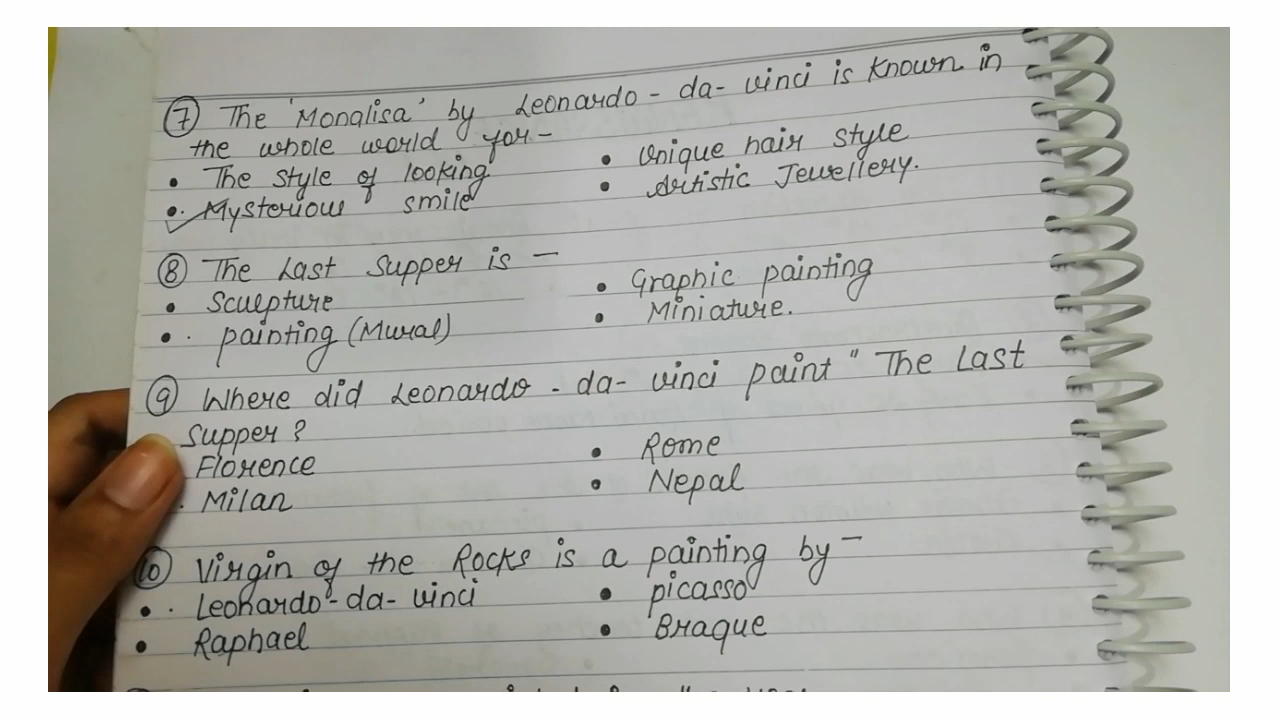 ⑦ The 'Monalisa' by Leonardo - da - vinci is known in
the whole world for -
• The style of looking • Unique hair style
✓•. Mysterious smile • Artistic Jewellery.
⑧ The Last Supper is -
• Sculpture • Graphic painting
• . painting (Mural) • Miniature.
⑨ Where did Leonardo - da - vinci paint " The Last
Supper ?
Florence • Rome
. Milan • Nepal
⑩ Virgin of the Rocks is a painting by -
• . Leonardo - da - vinci • picasso
• Raphael • Braque